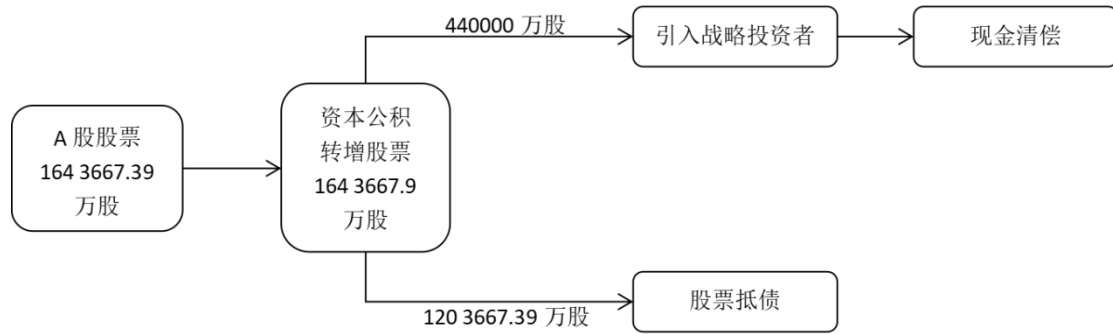 440000 万股
引入战略投资者
现金清偿
A 股股票
164 3667.39
万股
资本公积
转增股票
164 3667.9
万股
120 3667.39 万股
股票抵债